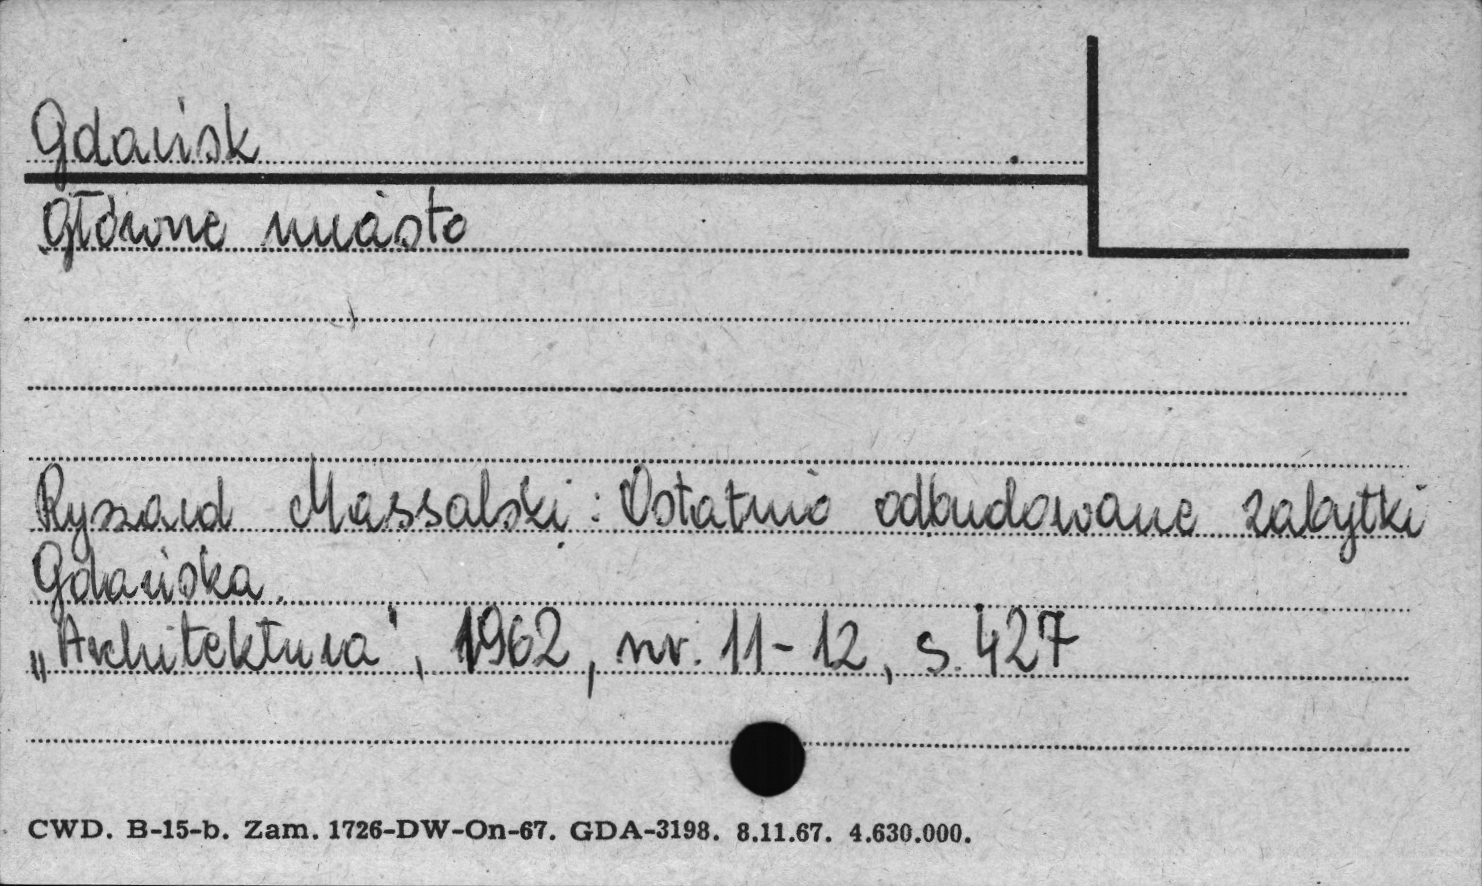 Gdańsk
Główne miasto
Ryszard Massalski: Ostatnio odbudowane zabytki
Gdańska.
„Architektura", 1962, nr. 11-12, s. 427
CWD. B-15-b. Zam. 1726-DW-On-67. GDA-3198. 8.11.67. 4.630.000.